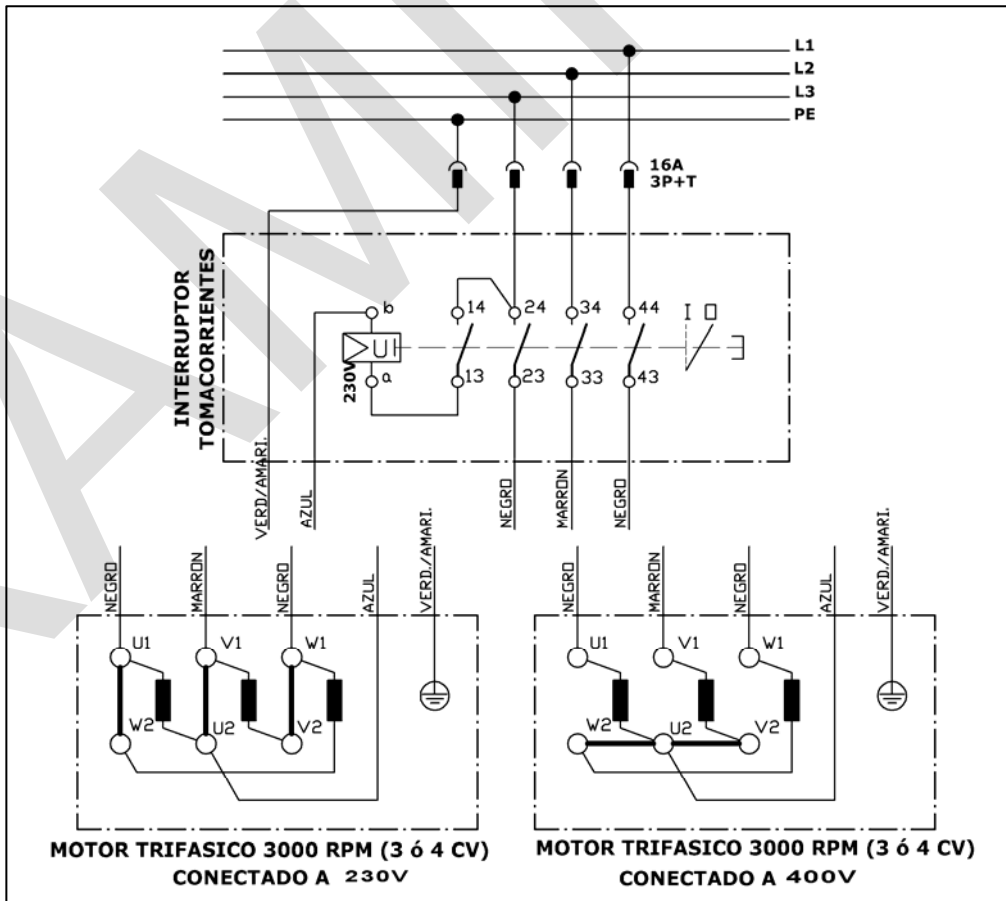 L1
L2
L3
PE
16A
3P+T
INTERRUPTOR
TOMACORRIENTES
b
14
24
34
44
I O
U
230V
a
13
23
33
43
VERD/AMARI.
AZUL
NEGRO
MARRON
NEGRO
NEGRO
MARRON
NEGRO
AZUL
VERD./AMARI.
U1
V1
W1
W2
U2
V2
MOTOR TRIFASICO 3000 RPM (3 ó 4 CV)
CONECTADO A 230V
NEGRO
MARRON
NEGRO
AZUL
VERD./AMARI.
U1
V1
W1
W2
U2
V2
MOTOR TRIFASICO 3000 RPM (3 ó 4 CV)
CONECTADO A 400V